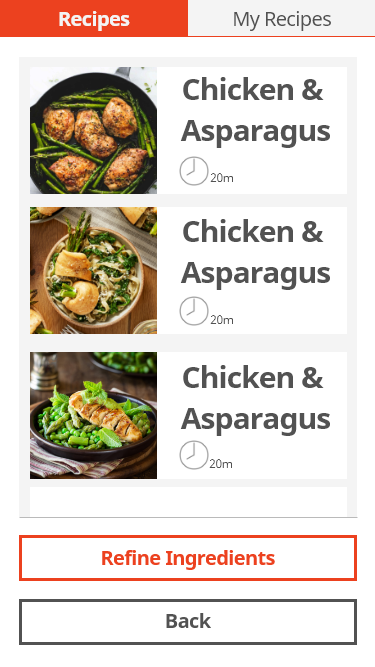 Recipes
My Recipes
Chicken &
Asparagus
20m
Chicken &
Asparagus
20m
Chicken &
Asparagus
20m
Refine Ingredients
Back